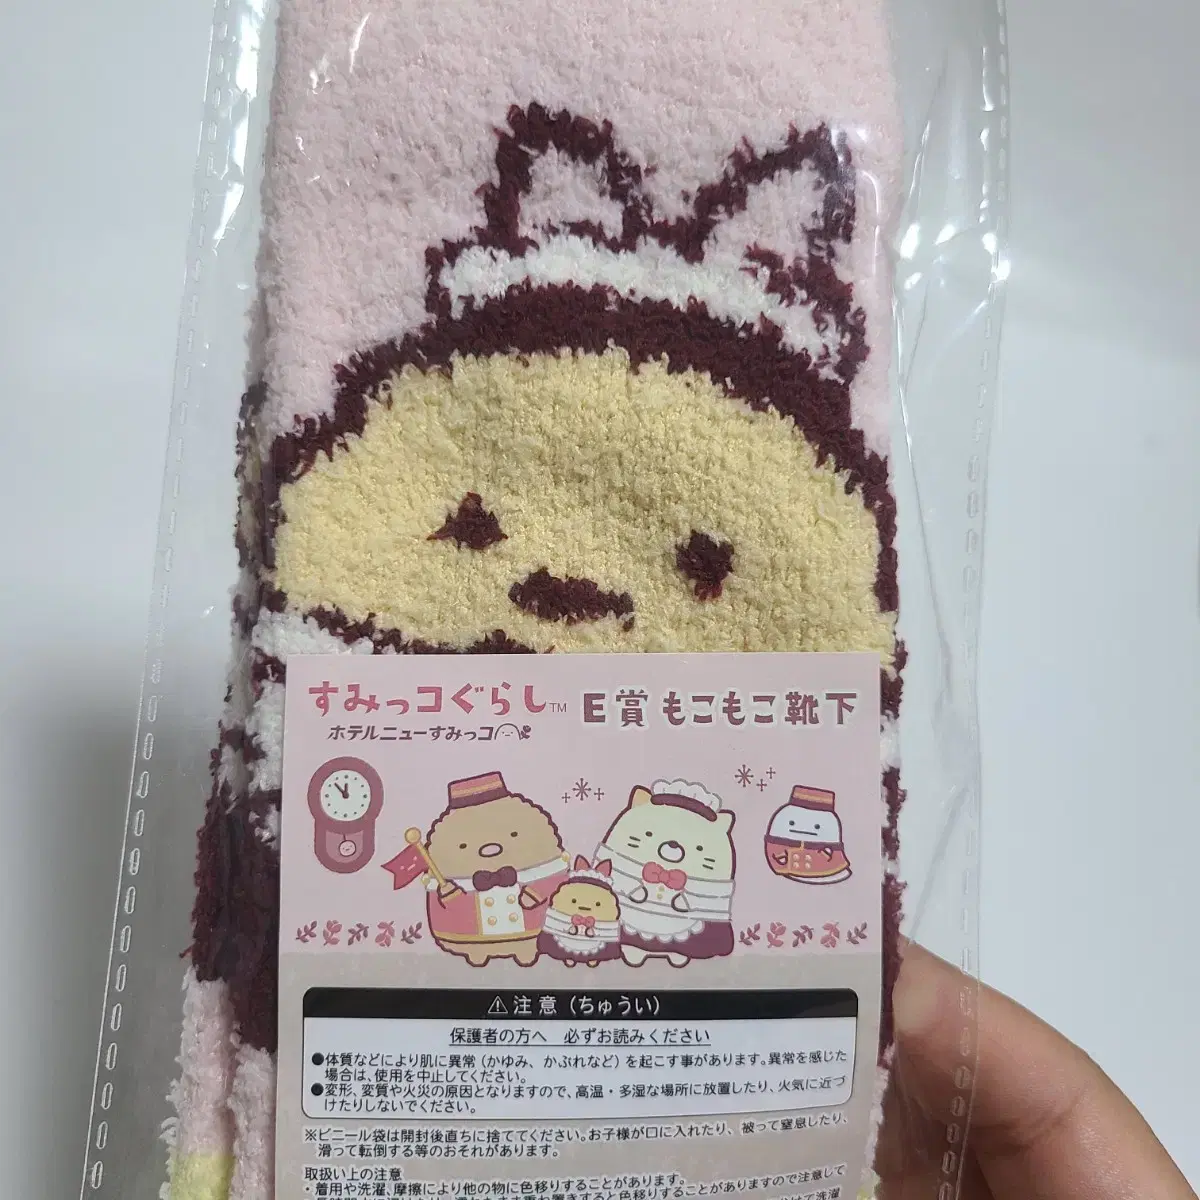 すみっコぐらし™ E賞 もこもこ靴下
ホテルニューすみっコ
⚠注意（ちゅうい）
保護者の方へ 必ずお読みください
●体質などにより肌に異常（かゆみ、かぶれなど）を起こす事があります。異常を感じた
場合は、使用を中止してください。
●変形、変質や火災の原因となりますので、高温・多湿な場所に放置したり、火気に近づ
けたりしないでください。
※ビニール袋は開封後直ちに捨ててください。お子様が口に入れたり、被って窒息したり、
滑って転倒する等のおそれがあります。
取扱い上の注意
・着用や洗濯、摩擦により他の物に色移りすることがあります。